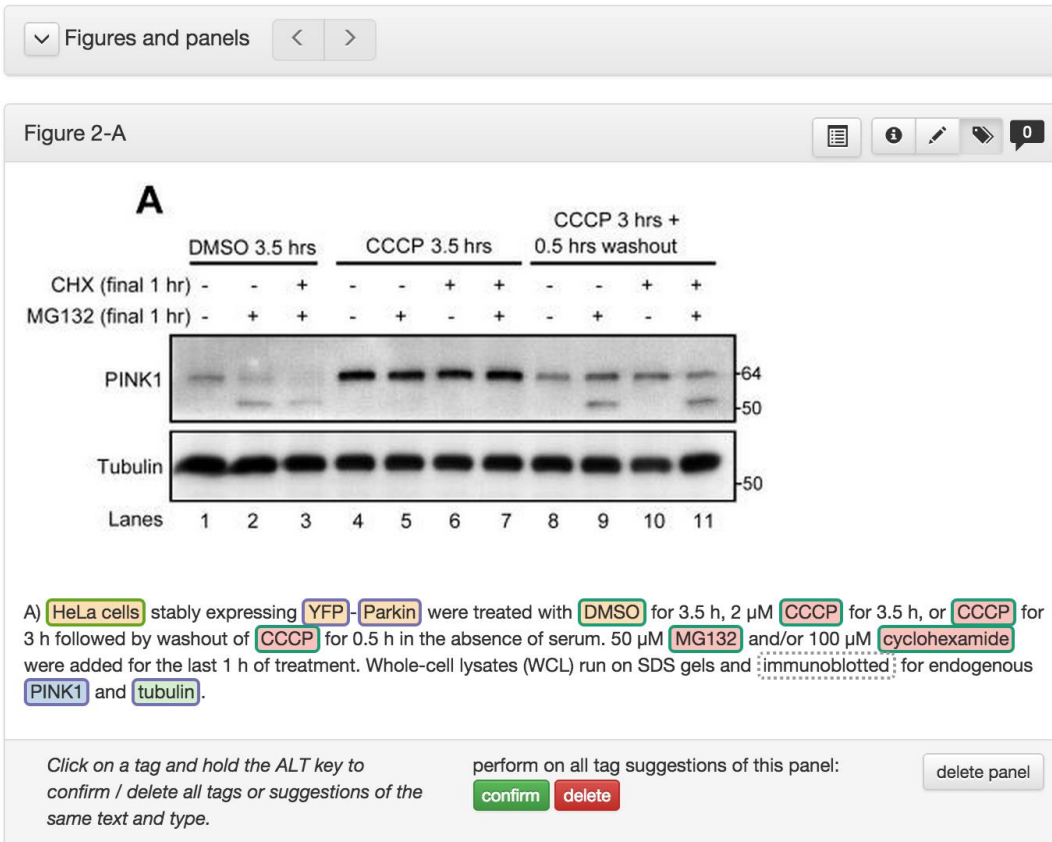 Figures and panels
Figure 2-A
0
A
CCCP 3 hrs +
DMSO 3.5 hrs CCCP 3.5 hrs 0.5 hrs washout
CHX (final 1 hr) - - + - - + + - - + +
MG132 (final 1 hr) - + + - + - + - + - +
PINK1
-64
-50
Tubulin
-50
Lanes 1 2 3 4 5 6 7 8 9 10 11
A) HeLa cells stably expressing YFP-Parkin were treated with DMSO for 3.5 h, 2 μM CCCP for 3.5 h, or CCCP for
3 h followed by washout of CCCP for 0.5 h in the absence of serum. 50 μM MG132 and/or 100 μM cyclohexamide
were added for the last 1 h of treatment. Whole-cell lysates (WCL) run on SDS gels and immunoblotted for endogenous
PINK1 and tubulin.
Click on a tag and hold the ALT key to
confirm / delete all tags or suggestions of the
same text and type.
perform on all tag suggestions of this panel:
confirm delete
delete panel